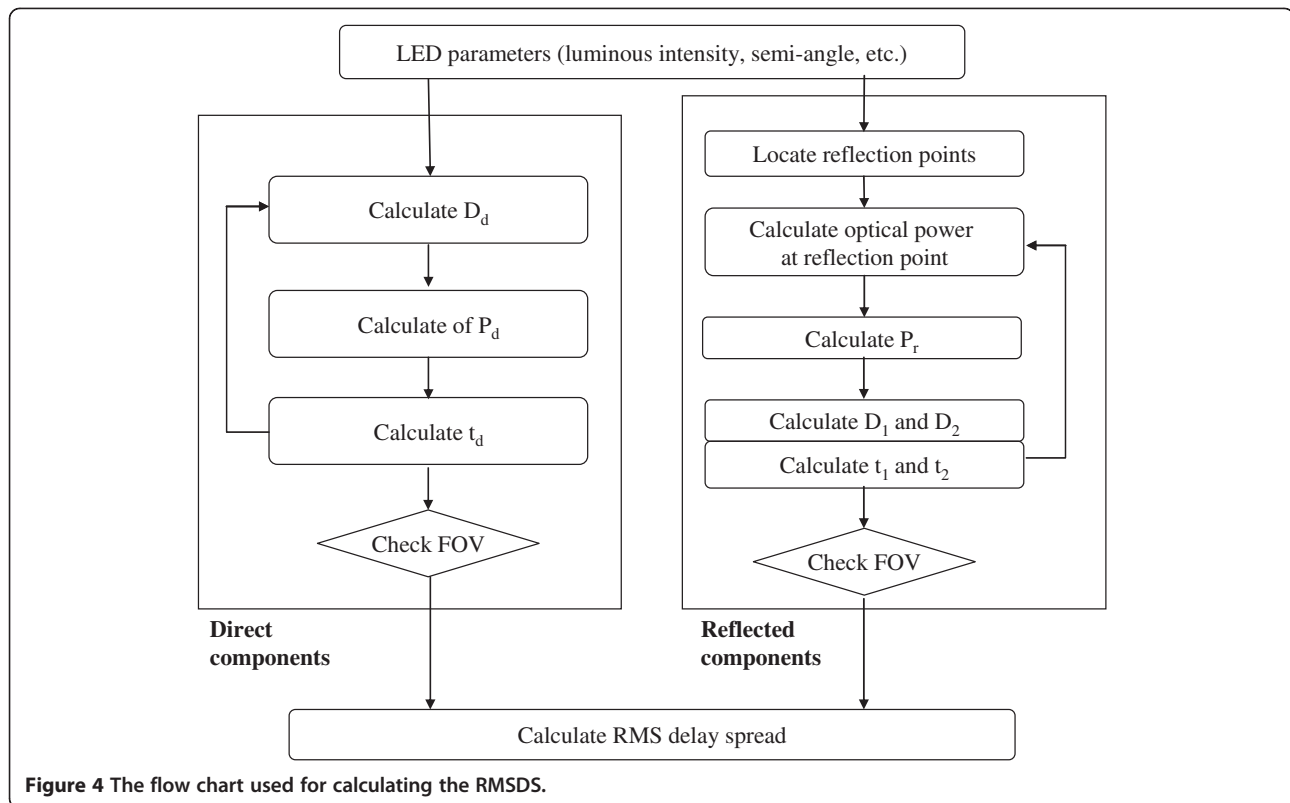 LED parameters (luminous intensity, semi-angle, etc.)
Calculate D_d
Calculate of P_d
Calculate t_d
Check FOV
Direct
components
Locate reflection points
Calculate optical power
at reflection point
Calculate P_r
Calculate D_1 and D_2
Calculate t_1 and t_2
Check FOV
Reflected
components
Calculate RMS delay spread
Figure 4 The flow chart used for calculating the RMSDS.